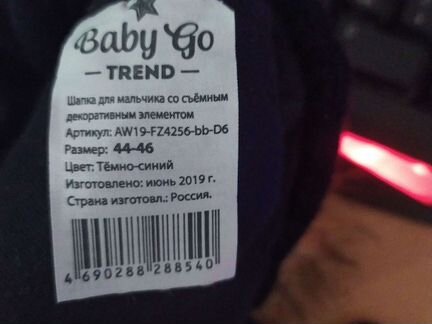 Baby Go
— TREND —
Шапка для мальчика со съёмным
декоративным элементом
Артикул: AW19-FZ4256-bb-D6
Размер: 44-46
Цвет: Тёмно-синий
Изготовлено: июнь 2019 г.
Страна изготовл.: Россия.
4 690288 288540